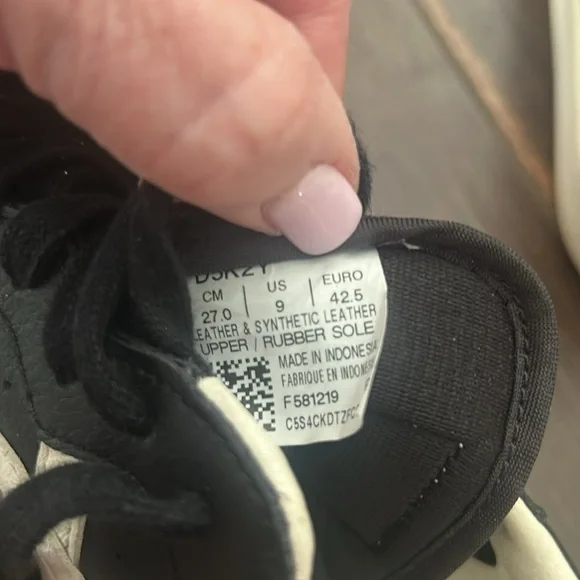 CM | US | EURO
27.0 | 9 | 42.5
LEATHER & SYNTHETIC LEATHER
UPPER / RUBBER SOLE
MADE IN INDONESIA
FABRIQUE EN INDONESIE
F581219